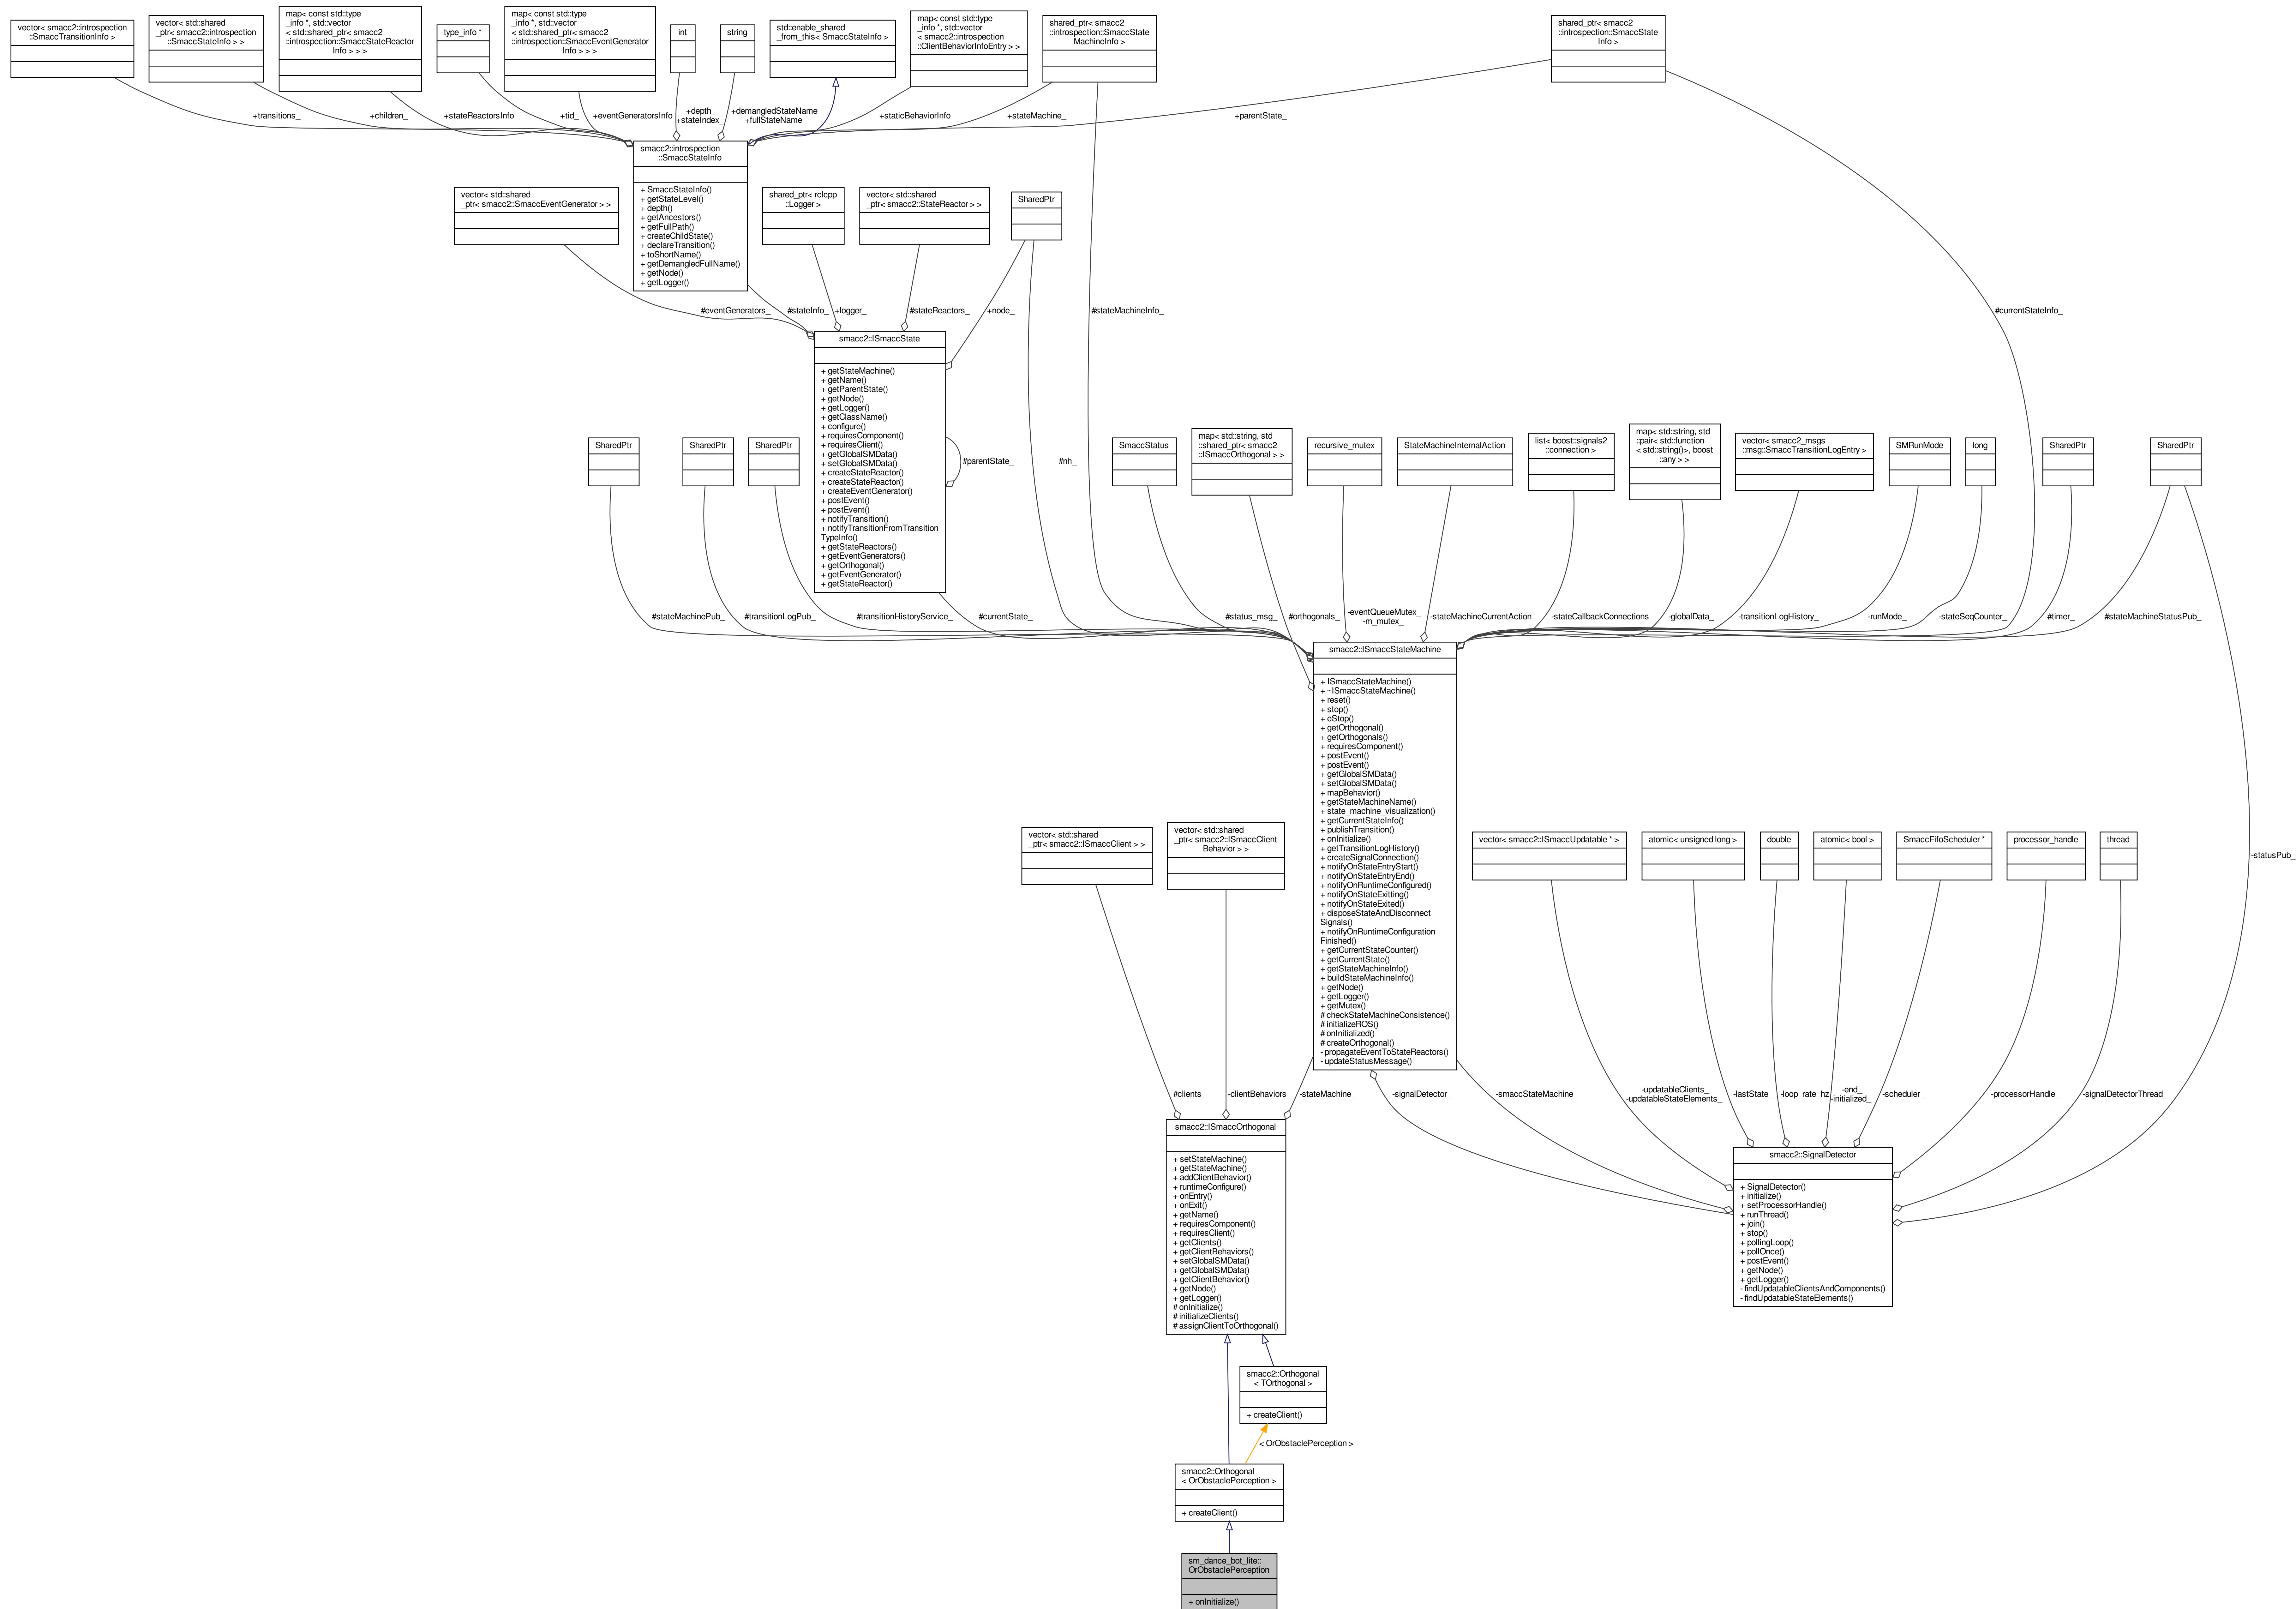 vector< smacc2::introspection
::SmaccTransitionInfo >
vector< std::shared
_ptr< smacc2::introspection
::SmaccStateInfo > >
map< const std::type
_info *, std::vector
< std::shared_ptr< smacc2
::introspection::SmaccStateReactor
Info > > >
type_info *
map< const std::type
_info *, std::vector
< std::shared_ptr< smacc2
::introspection::SmaccEventGenerator
Info > > >
int
string
std::enable_shared
_from_this< SmaccStateInfo >
map< const std::type
_info *, std::vector
< smacc2::introspection
::ClientBehaviorInfoEntry > >
shared_ptr< smacc2
::introspection::SmaccState
MachineInfo >
shared_ptr< smacc2
::introspection::SmaccState
Info >
+transitions_
+children_
+stateReactorsInfo
+tid_
+eventGeneratorsInfo
+depth_
+stateIndex_
+demangledStateName
+fullStateName
+staticBehaviorInfo
+stateMachine_
+parentState_
smacc2::introspection
::SmaccStateInfo
+ SmaccStateInfo()
+ getStateLevel()
+ depth()
+ getAncestors()
+ getFullPath()
+ createChildState()
+ declareTransition()
+ toShortName()
+ getDemangledFullName()
+ getNode()
+ getLogger()
vector< std::shared
_ptr< smacc2::SmaccEventGenerator > >
shared_ptr< rclcpp
::Logger >
vector< std::shared
_ptr< smacc2::StateReactor > >
SharedPtr
#eventGenerators_
#stateInfo_
+logger_
#stateReactors_
+node_
#stateMachineInfo_
#currentStateInfo_
smacc2::ISmaccState
+ getStateMachine()
+ getName()
+ getParentState()
+ getNode()
+ getLogger()
+ getClassName()
+ configure()
+ requiresComponent()
+ requiresClient()
+ getGlobalSMData()
+ setGlobalSMData()
+ createStateReactor()
+ createStateReactor()
+ createEventGenerator()
+ postEvent()
+ postEvent()
+ notifyTransition()
+ notifyTransitionFromTransition
TypeInfo()
+ getStateReactors()
+ getEventGenerators()
+ getOrthogonal()
+ getEventGenerator()
+ getStateReactor()
#parentState_
#nh_
SharedPtr
SharedPtr
SharedPtr
SmaccStatus
map< std::string, std
::shared_ptr< smacc2
::ISmaccOrthogonal > >
recursive_mutex
StateMachineInternalAction
list< boost::signals2
::connection >
map< std::string, std
::pair< std::function
< std::string()>, boost
::any > >
vector< smacc2_msgs
::msg::SmaccTransitionLogEntry >
SMRunMode
long
SharedPtr
SharedPtr
#stateMachinePub_
#transitionLogPub_
#transitionHistoryService_
#currentState_
#status_msg_
#orthogonals_
-eventQueueMutex_
-m_mutex_
-stateMachineCurrentAction
-stateCallbackConnections
-globalData_
-transitionLogHistory_
-runMode_
-stateSeqCounter_
#timer_
#stateMachineStatusPub_
smacc2::ISmaccStateMachine
+ ISmaccStateMachine()
+ ~ISmaccStateMachine()
+ reset()
+ stop()
+ eStop()
+ getOrthogonal()
+ getOrthogonals()
+ requiresComponent()
+ postEvent()
+ postEvent()
+ getGlobalSMData()
+ setGlobalSMData()
+ mapBehavior()
+ getStateMachineName()
+ state_machine_visualization()
+ getCurrentStateInfo()
+ publishTransition()
+ onInitialize()
+ getTransitionLogHistory()
+ createSignalConnection()
+ notifyOnStateEntryStart()
+ notifyOnStateEntryEnd()
+ notifyOnRuntimeConfigured()
+ notifyOnStateExitting()
+ notifyOnStateExited()
+ disposeStateAndDisconnect
Signals()
+ notifyOnRuntimeConfiguration
Finished()
+ getCurrentStateCounter()
+ getCurrentState()
+ getStateMachineInfo()
+ buildStateMachineInfo()
+ getNode()
+ getLogger()
+ getMutex()
# checkStateMachineConsistence()
# initializeROS()
# onInitialized()
# createOrthogonal()
- propagateEventToStateReactors()
- updateStatusMessage()
vector< std::shared
_ptr< smacc2::ISmaccClient > >
vector< std::shared
_ptr< smacc2::ISmaccClient
Behavior > >
vector< smacc2::ISmaccUpdatable * >
atomic< unsigned long >
double
atomic< bool >
SmaccFifoScheduler *
processor_handle
thread
-statusPub_
#clients_
-clientBehaviors_
-stateMachine_
-signalDetector_
-smaccStateMachine_
-updatableClients_
-updatableStateElements_
-lastState_
-loop_rate_hz
-end_
-initialized_
-scheduler_
-processorHandle_
-signalDetectorThread_
smacc2::ISmaccOrthogonal
+ setStateMachine()
+ getStateMachine()
+ addClientBehavior()
+ runtimeConfigure()
+ onEntry()
+ onExit()
+ getName()
+ requiresComponent()
+ requiresClient()
+ getClients()
+ getClientBehaviors()
+ setGlobalSMData()
+ getGlobalSMData()
+ getClientBehavior()
+ getNode()
+ getLogger()
# onInitialize()
# initializeClients()
# assignClientToOrthogonal()
smacc2::SignalDetector
+ SignalDetector()
+ initialize()
+ setProcessorHandle()
+ runThread()
+ join()
+ stop()
+ pollingLoop()
+ pollOnce()
+ postEvent()
+ getNode()
+ getLogger()
- findUpdatableClientsAndComponents()
- findUpdatableStateElements()
smacc2::Orthogonal
< TOrthogonal >
+ createClient()
< OrObstaclePerception >
smacc2::Orthogonal
< OrObstaclePerception >
+ createClient()
sm_dance_bot_lite::
OrObstaclePerception
+ onInitialize()